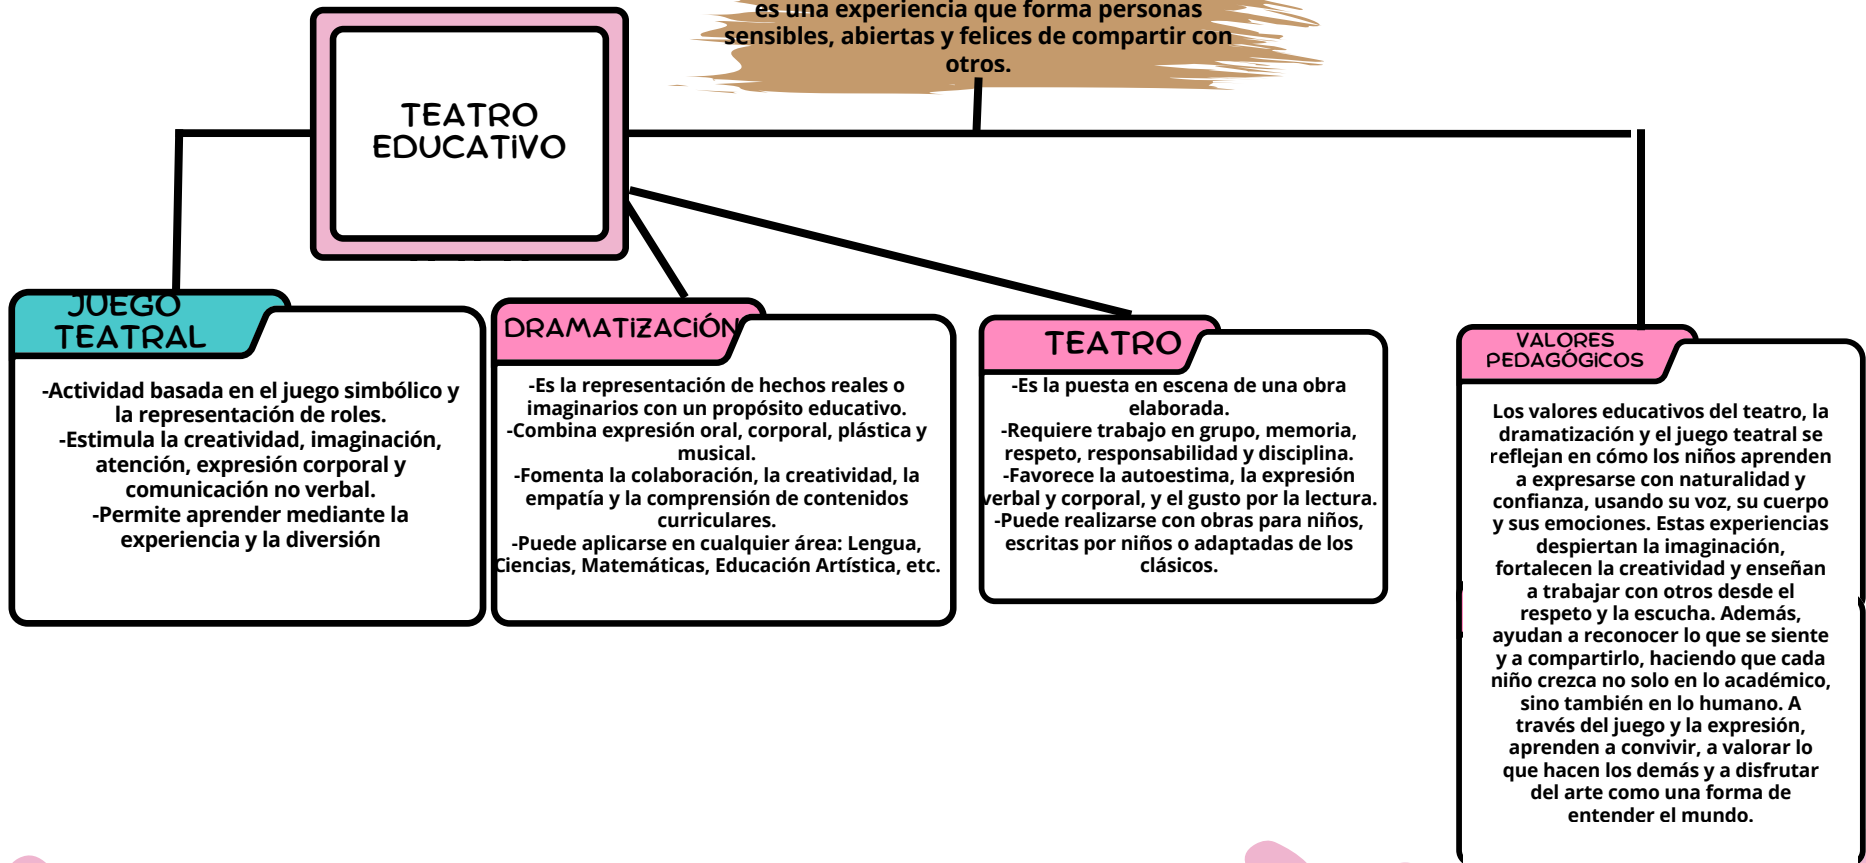 es una experiencia que forma personas
sensibles, abiertas y felices de compartir con
otros.
TEATRO
EDUCATIVO
JUEGO
TEATRAL
-Actividad basada en el juego simbólico y
la representación de roles.
-Estimula la creatividad, imaginación,
atención, expresión corporal y
comunicación no verbal.
-Permite aprender mediante la
experiencia y la diversión
DRAMATIZACIÓN
-Es la representación de hechos reales o
imaginarios con un propósito educativo.
-Combina expresión oral, corporal, plástica y
musical.
-Fomenta la colaboración, la creatividad, la
empatía y la comprensión de contenidos
curriculares.
-Puede aplicarse en cualquier área: Lengua,
Ciencias, Matemáticas, Educación Artística, etc.
TEATRO
-Es la puesta en escena de una obra
elaborada.
-Requiere trabajo en grupo, memoria,
respeto, responsabilidad y disciplina.
-Favorece la autoestima, la expresión
verbal y corporal, y el gusto por la lectura.
-Puede realizarse con obras para niños,
escritas por niños o adaptadas de los
clásicos.
VALORES
PEDAGÓGICOS
Los valores educativos del teatro, la
dramatización y el juego teatral se
reflejan en cómo los niños aprenden
a expresarse con naturalidad y
confianza, usando su voz, su cuerpo
y sus emociones. Estas experiencias
despiertan la imaginación,
fortalecen la creatividad y enseñan
a trabajar con otros desde el
respeto y la escucha. Además,
ayudan a reconocer lo que se siente
y a compartirlo, haciendo que cada
niño crezca no solo en lo académico,
sino también en lo humano. A
través del juego y la expresión,
aprenden a convivir, a valorar lo
que hacen los demás y a disfrutar
del arte como una forma de
entender el mundo.